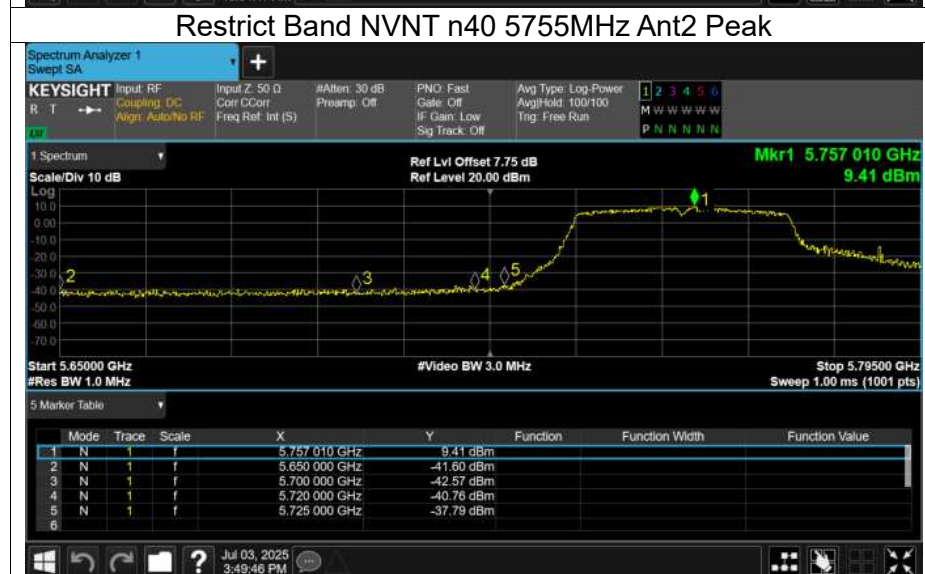 Restrict Band NVNT n40 5755MHz Ant2 Peak
Spectrum Analyzer 1
Swept SA
+
KEYSIGHT Input: RF Input Z: 50 Ω #Atten: 30 dB PNO: Fast Avg Type: Log-Power 1 2 3 4 5 6
R T Coupling: DC Corr CCorr Preamp: Off Gate: Off Avg|Hold: 100/100 M W W W W W
Align: Auto/No RF Freq Ref: Int (S) IF Gain: Low Trig: Free Run
Sig Track: Off P N N N N N
1 Spectrum Ref Lvl Offset 7.75 dB Mkr1 5.757 010 GHz
Scale/Div 10 dB Ref Level 20.00 dBm 9.41 dBm
Log
10.0
0.00
-10.0
-20.0
-30.0
-40.0
-50.0
-60.0
-70.0
1
2 3 4 5
Start 5.65000 GHz #Video BW 3.0 MHz Stop 5.79500 GHz
#Res BW 1.0 MHz Sweep 1.00 ms (1001 pts)
5 Marker Table
Mode Trace Scale X Y Function Function Width Function Value
1 N 1 f 5.757 010 GHz 9.41 dBm
2 N 1 f 5.650 000 GHz -41.60 dBm
3 N 1 f 5.700 000 GHz -42.57 dBm
4 N 1 f 5.720 000 GHz -40.76 dBm
5 N 1 f 5.725 000 GHz -37.79 dBm
6
? Jul 03, 2025
3:49:46 PM